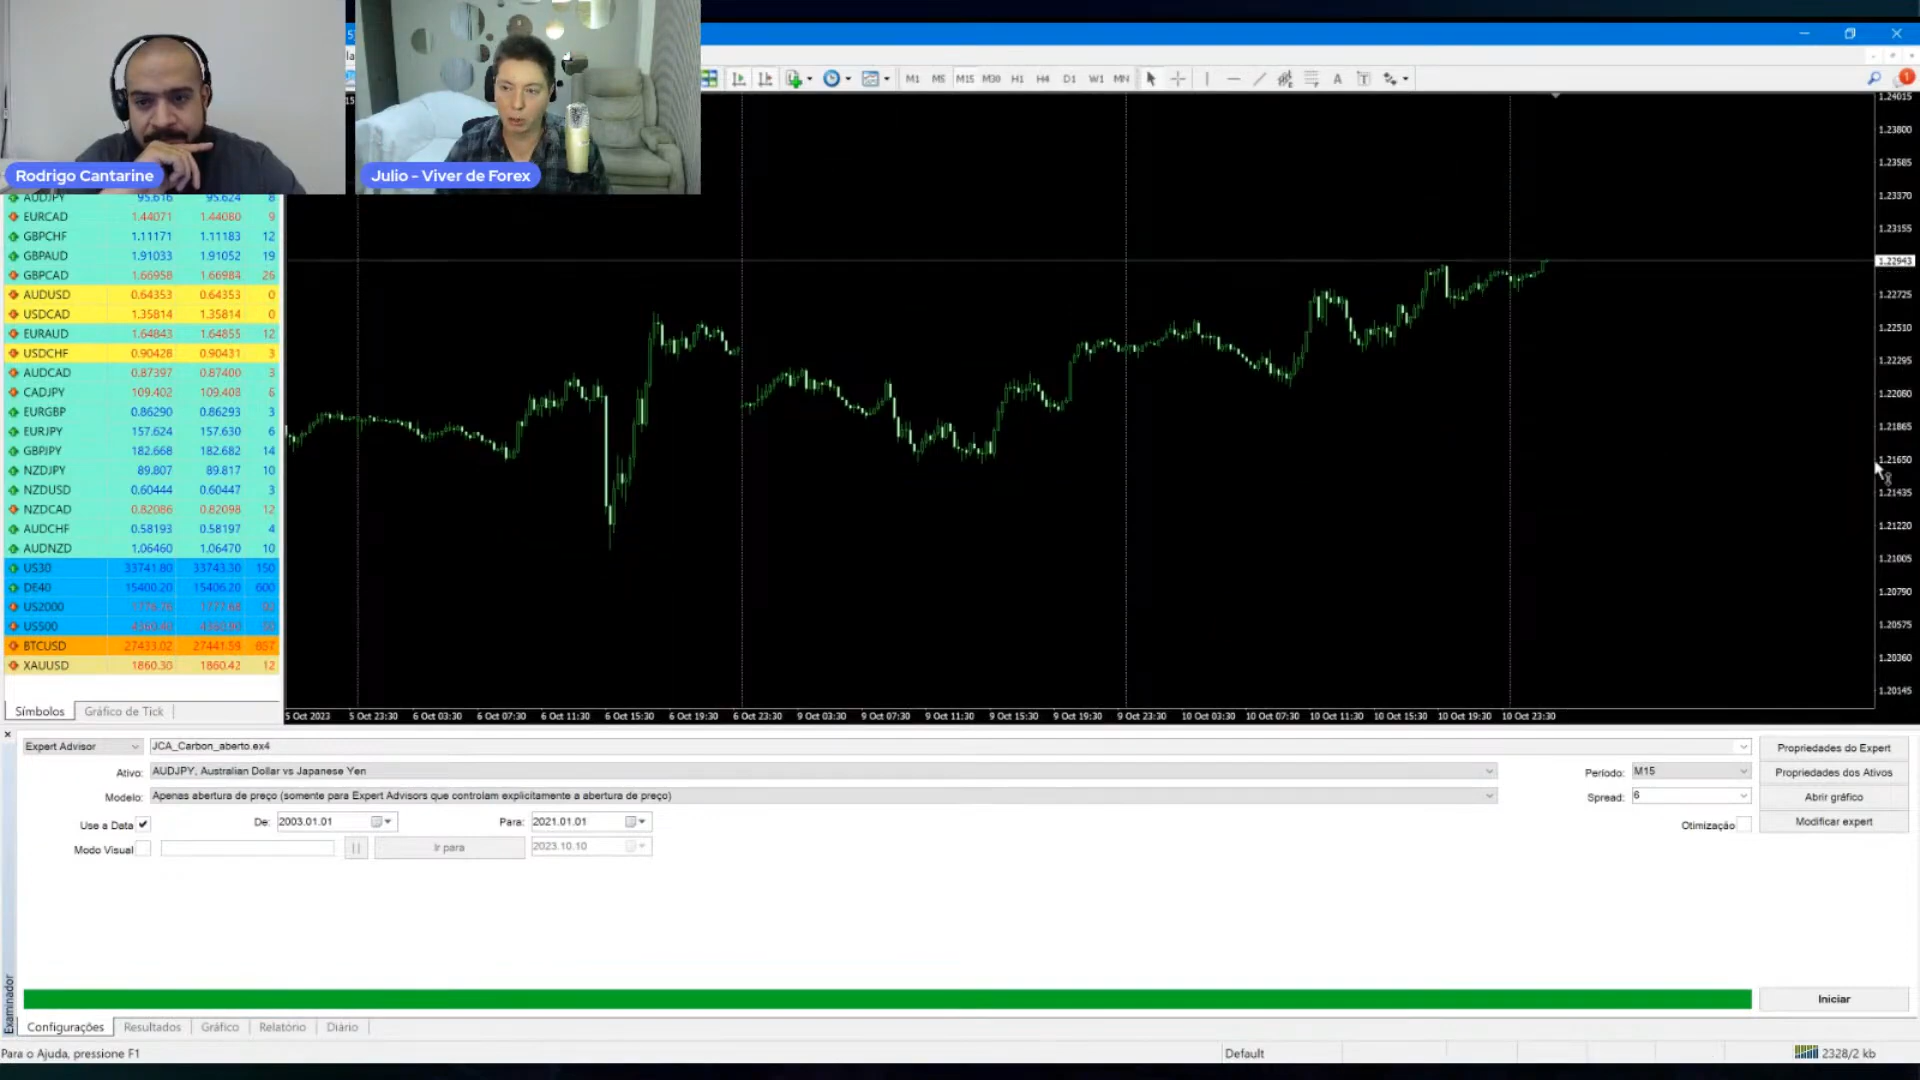 Rodrigo Cantarine
Julio - Viver de Forex
M1 M5 M15 M30 H1 H4 D1 W1 MN
A T
1
AUDJPY 95.616 95.624 8
EURCAD 1.44071 1.44080 9
GBPCHF 1.11171 1.11183 12
GBPAUD 1.91033 1.91052 19
GBPCAD 1.66958 1.66984 26
AUDUSD 0.64353 0.64353 0
USDCAD 1.35814 1.35814 0
EURAUD 1.64843 1.64855 12
USDCHF 0.90428 0.90431 3
AUDCAD 0.87397 0.87400 3
CADJPY 109.402 109.408 6
EURGBP 0.86290 0.86293 3
EURJPY 157.624 157.630 6
GBPJPY 182.668 182.682 14
NZDJPY 89.807 89.817 10
NZDUSD 0.60444 0.60447 3
NZDCAD 0.82086 0.82098 12
AUDCHF 0.58193 0.58197 4
AUDNZD 1.06460 1.06470 10
US30 33741.80 33743.30 150
DE40 15400.20 15406.20 600
US2000
US500
BTCUSD 27433.02 27441.59 857
XAUUSD 1860.30 1860.42 12
Símbolos Gráfico de Tick
1.24015
1.23800
1.23585
1.23370
1.23155
1.22943
1.22725
1.22510
1.22295
1.22080
1.21865
1.21650
1.21435
1.21220
1.21005
1.20790
1.20575
1.20360
1.20145
5 Oct 2023 5 Oct 23:30 6 Oct 03:30 6 Oct 07:30 6 Oct 11:30 6 Oct 15:30 6 Oct 19:30 6 Oct 23:30 9 Oct 03:30 9 Oct 07:30 9 Oct 11:30 9 Oct 15:30 9 Oct 19:30 9 Oct 23:30 10 Oct 03:30 10 Oct 07:30 10 Oct 11:30 10 Oct 15:30 10 Oct 19:30 10 Oct 23:30
Expert Advisor JCA_Carbon_aberto.ex4 Propriedades do Expert
Ativo: AUDJPY, Australian Dollar vs Japanese Yen Período: M15 Propriedades dos Ativos
Modelo: Apenas abertura de preço (somente para Expert Advisors que controlam explicitamente a abertura de preço) Spread: 6 Abrir gráfico
Use a Data De: 2003.01.01 Para: 2021.01.01 Otimização Modificar expert
Modo Visual Ir para 2023.10.10
Examinador
Iniciar
Configurações Resultados Gráfico Relatório Diário
Para o Ajuda, pressione F1 Default 2328/2 kb